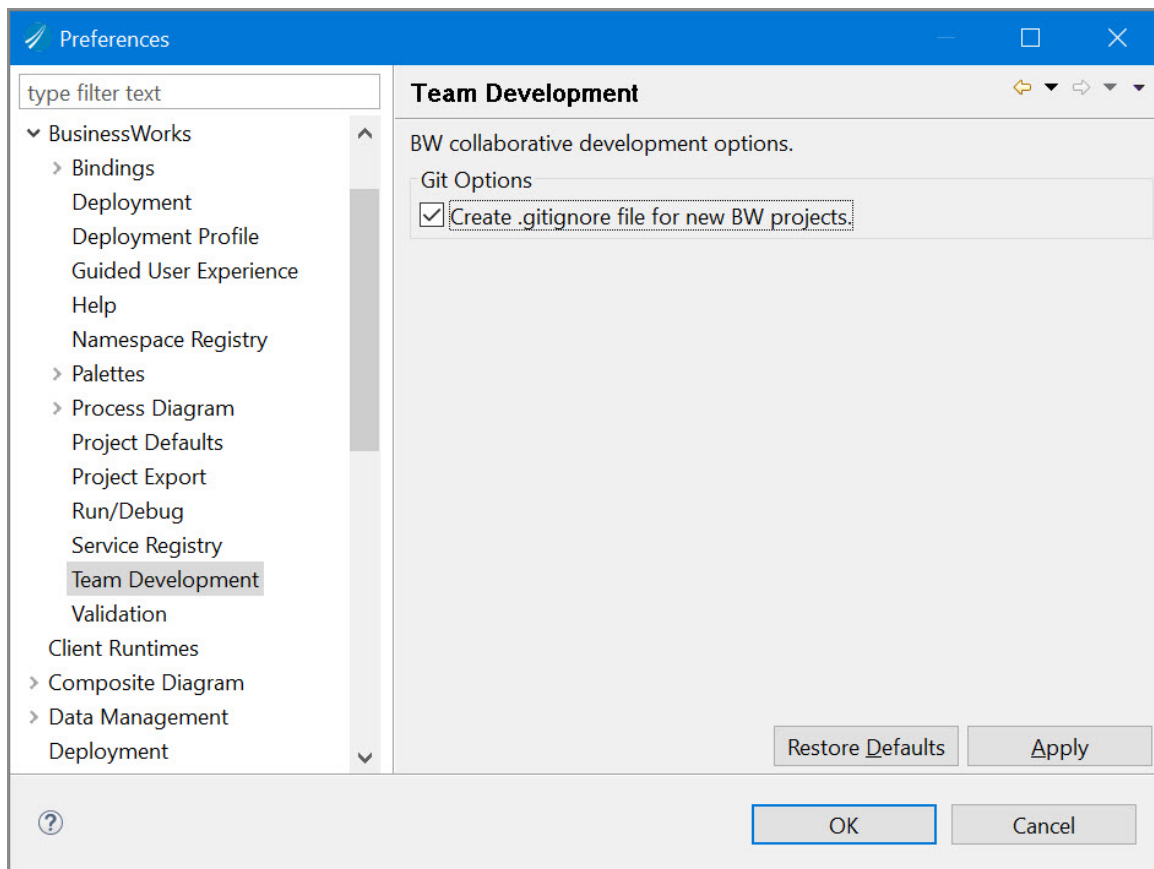 Preferences
type filter text
BusinessWorks
Bindings
Deployment
Deployment Profile
Guided User Experience
Help
Namespace Registry
Palettes
Process Diagram
Project Defaults
Project Export
Run/Debug
Service Registry
Team Development
Validation
Client Runtimes
Composite Diagram
Data Management
Deployment
Team Development
BW collaborative development options.
Git Options
Create .gitignore file for new BW projects.
Restore Defaults
Apply
?
OK
Cancel